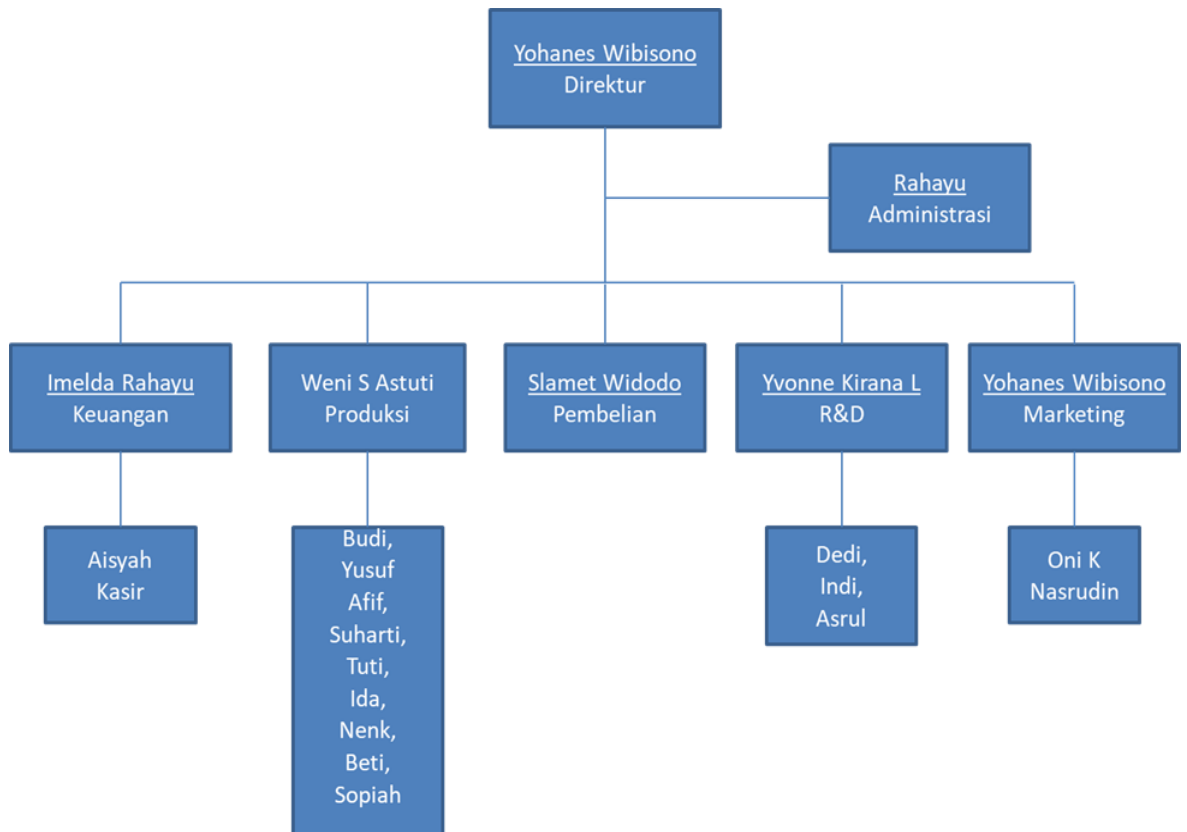 Yohanes Wibisono
Direktur
Rahayu
Administrasi
Imelda Rahayu
Keuangan
Weni S Astuti
Produksi
Slamet Widodo
Pembelian
Yvonne Kirana L
R&D
Yohanes Wibisono
Marketing
Aisyah
Kasir
Budi,
Yusuf
Afif,
Suharti,
Tuti,
Ida,
Nenk,
Beti,
Sopiah
Dedi,
Indi,
Asrul
Oni K
Nasrudin